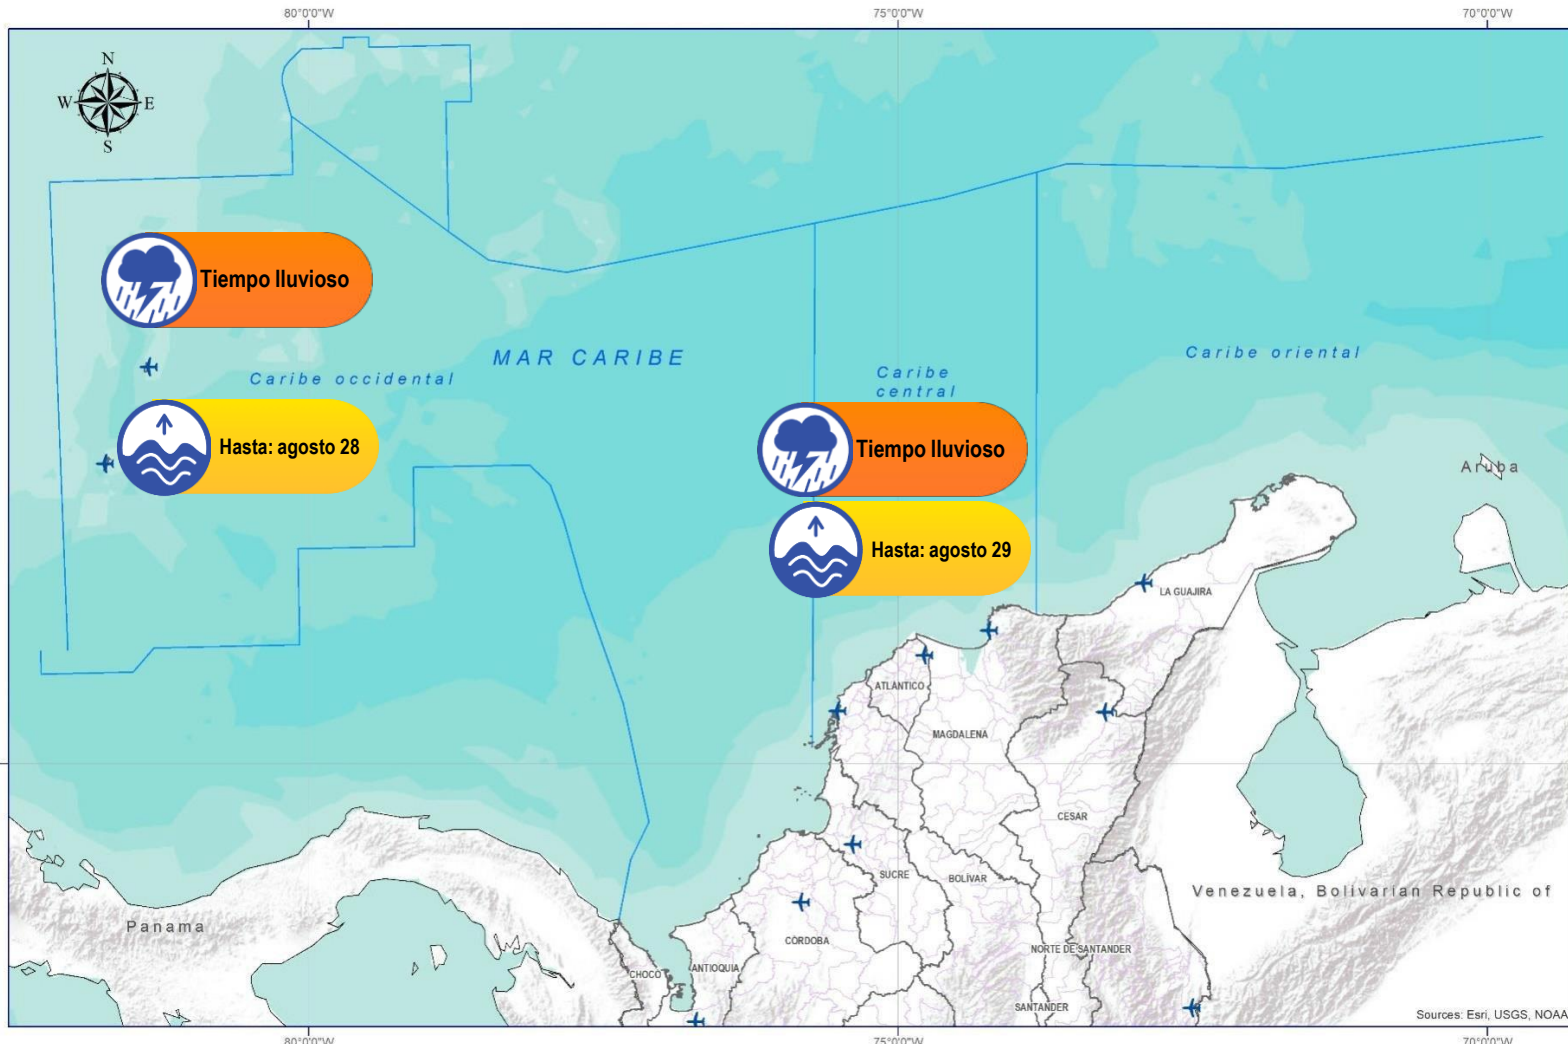 80°0'0"W
75°0'0"W
70°0'0"W
N
W
E
S
Tiempo lluvioso
MAR CARIBE
Caribe oriental
Caribe occidental
Caribe
central
Hasta: agosto 28
Tiempo lluvioso
Aruba
Hasta: agosto 29
LA GUAJIRA
ATLANTICO
MAGDALENA
CESAR
SUCRE
BOLÍVAR
Venezuela, Bolivarian Republic of
Panama
CÓRDOBA
NORTE DE SANTANDER
CHOCÓ
ANTIOQUIA
SANTANDER
Sources: Esri, USGS, NOAA
80°0'0"W
75°0'0"W
70°0'0"W